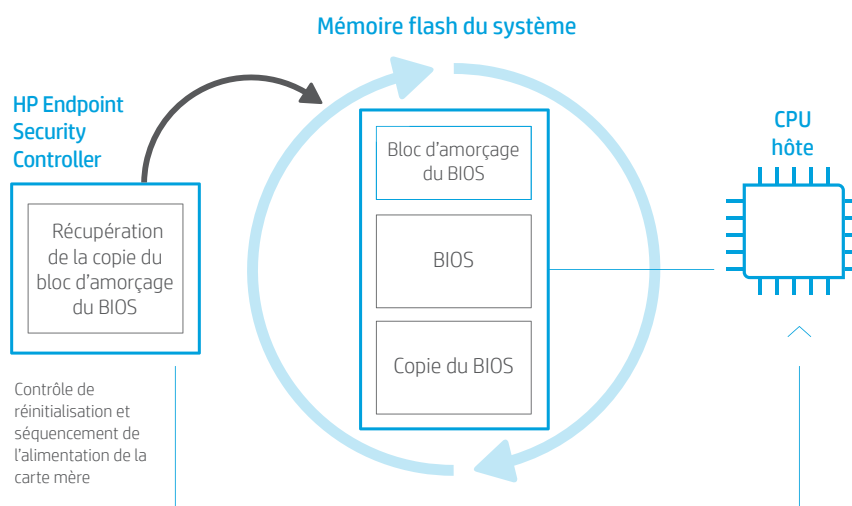 Mémoire flash du système
HP Endpoint
Security
Controller
Récupération
de la copie du
bloc d'amorçage
du BIOS
Contrôle de
réinitialisation et
séquencement de
l'alimentation de la
carte mère
Bloc d'amorçage
du BIOS
BIOS
Copie du BIOS
CPU
hôte